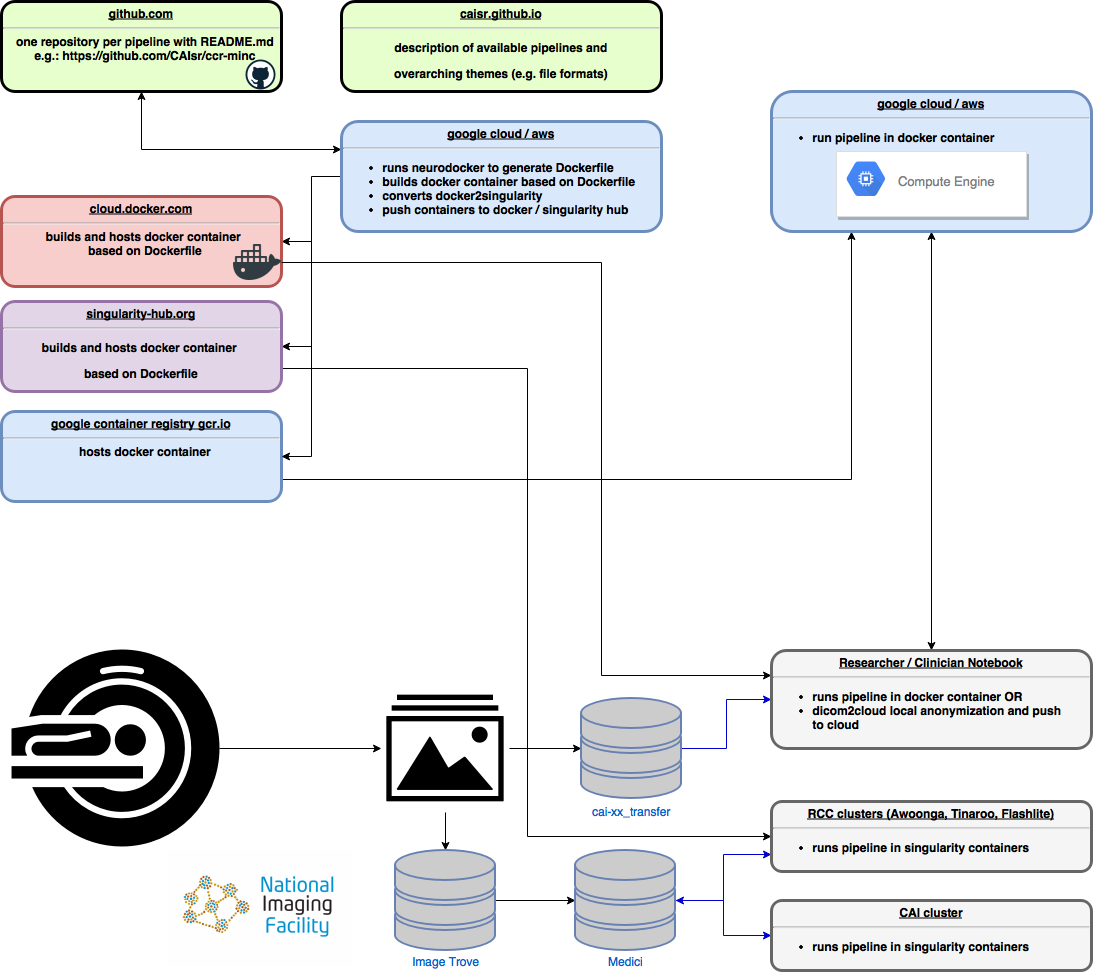 github.com
one repository per pipeline with README.md
e.g.: https://github.com/CAIsr/ccr-minc
caisr.github.io
description of available pipelines and
overarching themes (e.g. file formats)
google cloud / aws
runs neurodocker to generate Dockerfile
builds docker container based on Dockerfile
converts docker2singularity
push containers to docker / singularity hub
google cloud / aws
run pipeline in docker container
Compute Engine
cloud.docker.com
builds and hosts docker container
based on Dockerfile
singularity-hub.org
builds and hosts docker container
based on Dockerfile
google container registry gcr.io
hosts docker container
Researcher / Clinician Notebook
runs pipeline in docker container OR
dicom2cloud local anonymization and push
to cloud
cai-xx_transfer
RCC clusters (Awoonga, Tinaroo, Flashlite)
runs pipeline in singularity containers
National
Imaging
Facility
Image Trove
Medici
CAI cluster
runs pipeline in singularity containers